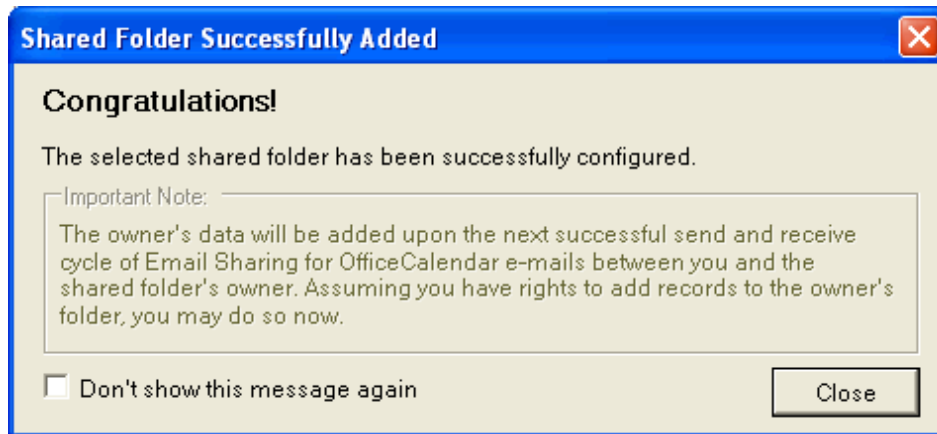 Shared Folder Successfully Added
Congratulations!
The selected shared folder has been successfully configured.
Important Note:
The owner's data will be added upon the next successful send and receive
cycle of Email Sharing for OfficeCalendar e-mails between you and the
shared folder's owner. Assuming you have rights to add records to the owner's
folder, you may do so now.
Don't show this message again
Close